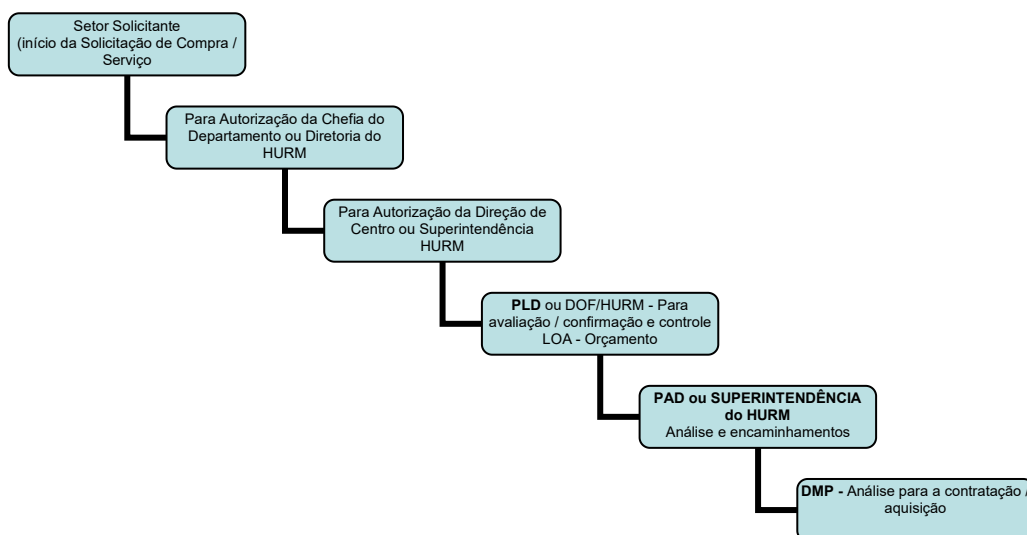 Setor Solicitante
(início da Solicitação de Compra /
Serviço
Para Autorização da Chefia do
Departamento ou Diretoria do
HURM
Para Autorização da Direção de
Centro ou Superintendência
HURM
PLD ou DOF/HURM - Para
avaliação / confirmação e controle
LOA - Orçamento
PAD ou SUPERINTENDÊNCIA
do HURM
Análise e encaminhamentos
DMP - Análise para a contratação /
aquisição